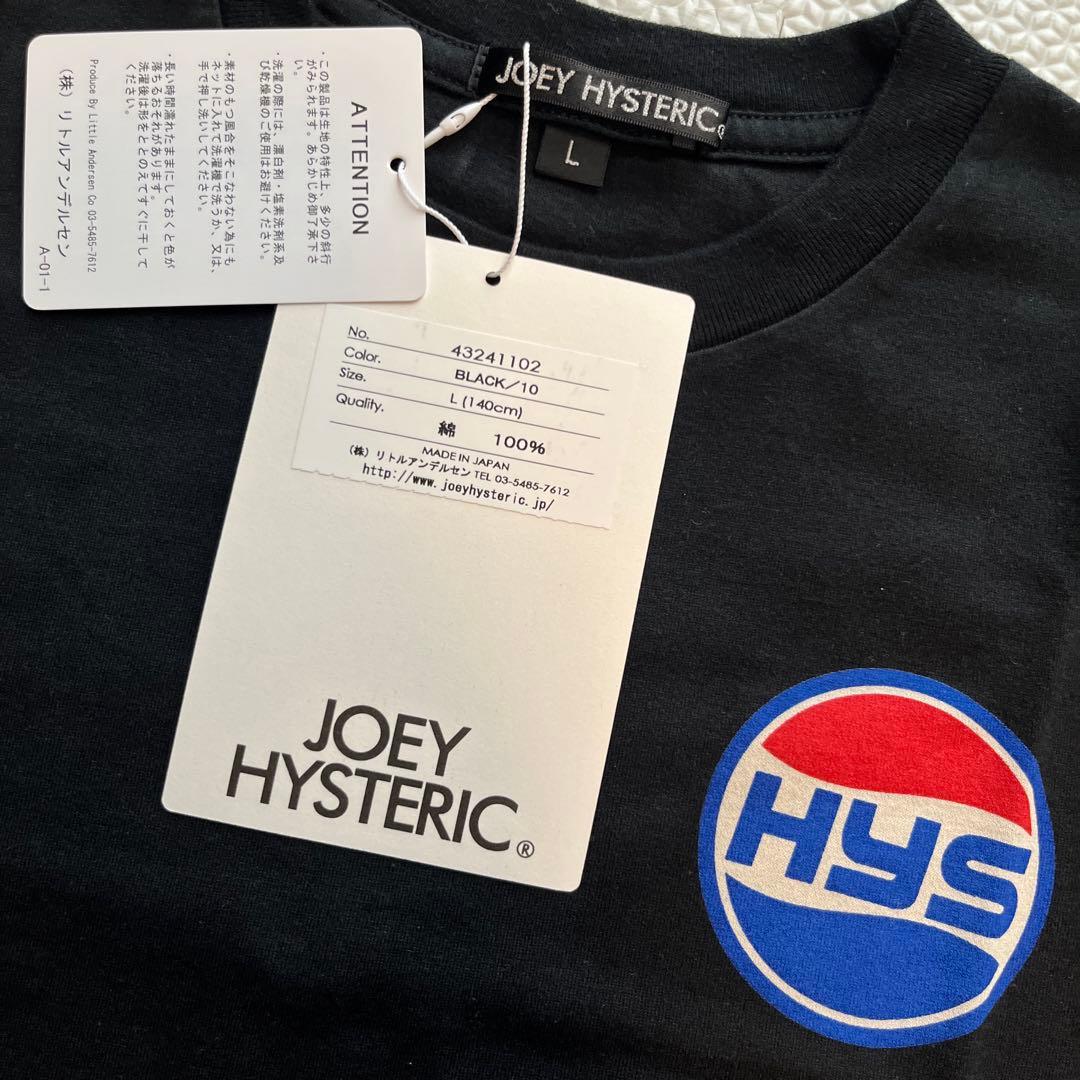 ATTENTION
・この製品は生地の特性上、多少の斜行
がみられます。あらかじめ御了承下さ
い。
・洗濯の際には、漂白剤・塩素洗剤系及
び乾燥機のご使用はお避けください。
・素材のもつ風合をそこなわない為にも
ネットに入れて洗濯機で洗うか、又は、
手で押し洗いしてください。
・長い時間濡れたままにしておくと色が
落ちるおそれがあります。
洗濯後は形をととのえてすぐに干して
ください。
Produce By Little Andersen Co 03-5485-7612
(株) リトルアンデルセン
A-01-1
JOEY HYSTERIC
L
No. 43241102
Color. BLACK/10
Size. L (140cm)
Quality. 綿 100%
MADE IN JAPAN
(株) リトルアンデルセン TEL 03-5485-7612
http://www.joeyhysteric.jp/
JOEY
HYSTERIC®
HYS